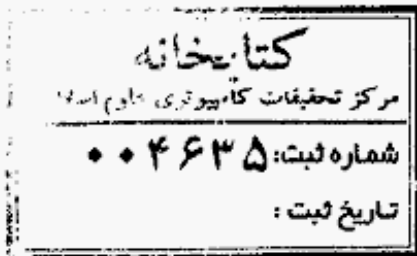 کتابخانه
مرکز تحقیقات کامپیوتری علوم اسلامی
شماره ثبت: ۰۰۴۶۳۵
تاریخ ثبت :